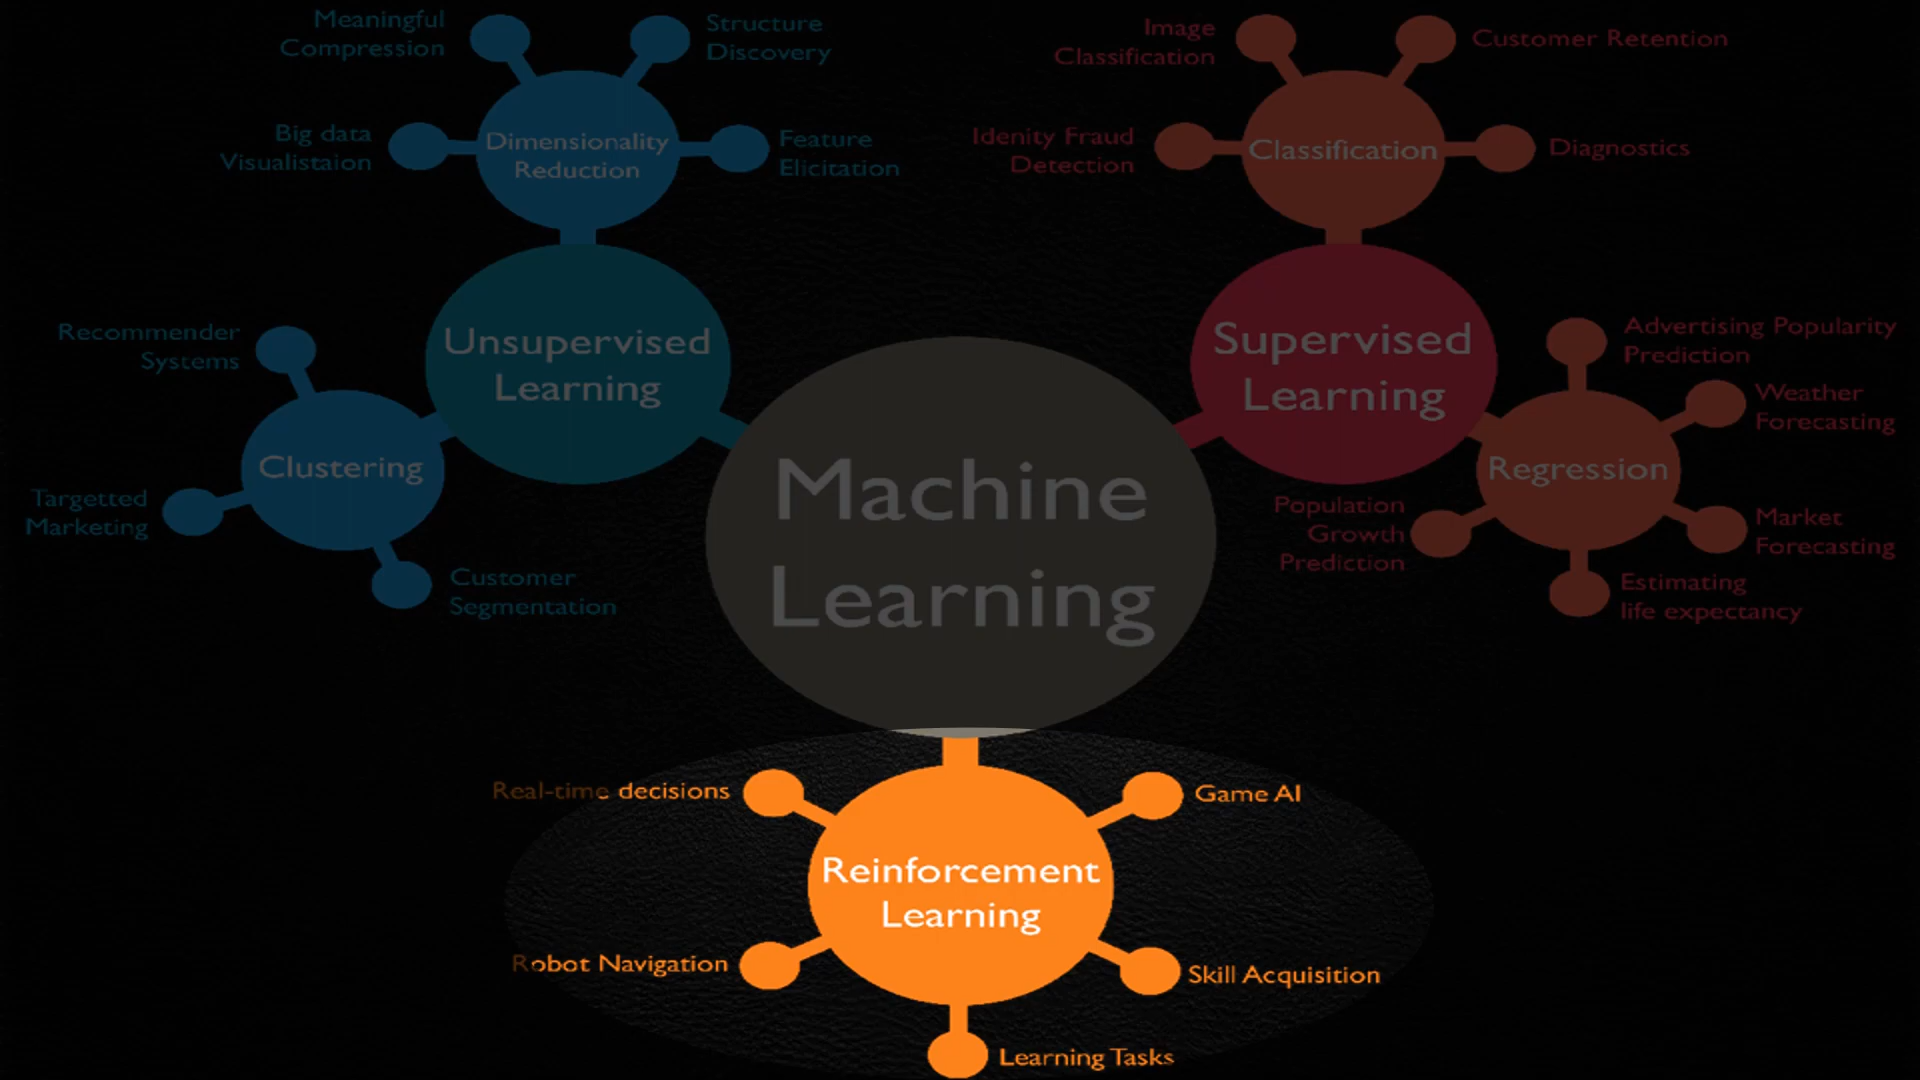 Meaningful
Compression
Structure
Discovery
Big data
Visualistaion
Dimensionality
Reduction
Feature
Elicitation
Image
Classification
Customer Retention
Idenity Fraud
Detection
Classification
Diagnostics
Recommender
Systems
Unsupervised
Learning
Clustering
Targetted
Marketing
Customer
Segmentation
Machine
Learning
Supervised
Learning
Advertising Popularity
Prediction
Weather
Forecasting
Regression
Population
Growth
Prediction
Market
Forecasting
Estimating
life expectancy
Real-time decisions
Game AI
Reinforcement
Learning
Robot Navigation
Skill Acquisition
Learning Tasks